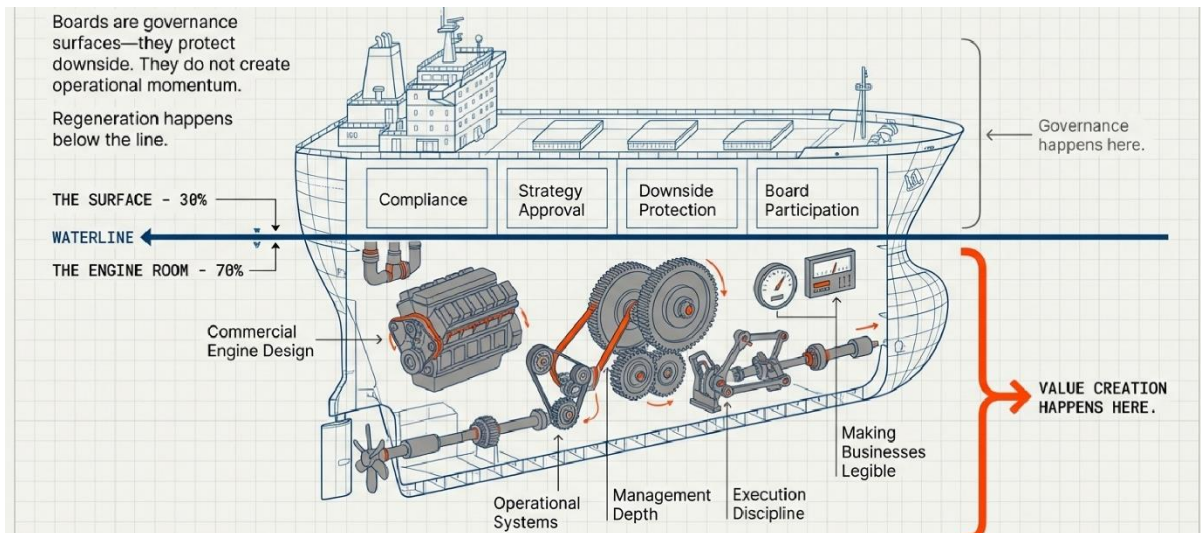 Boards are governance
surfaces—they protect
downside. They do not create
operational momentum.
Regeneration happens
below the line.
Governance
happens here.
Compliance
Strategy
Approval
Downside
Protection
Board
Participation
THE SURFACE - 30%
WATERLINE
THE ENGINE ROOM - 70%
Commercial
Engine Design
VALUE CREATION
HAPPENS HERE.
Making
Businesses
Legible
Operational
Systems
Management
Depth
Execution
Discipline